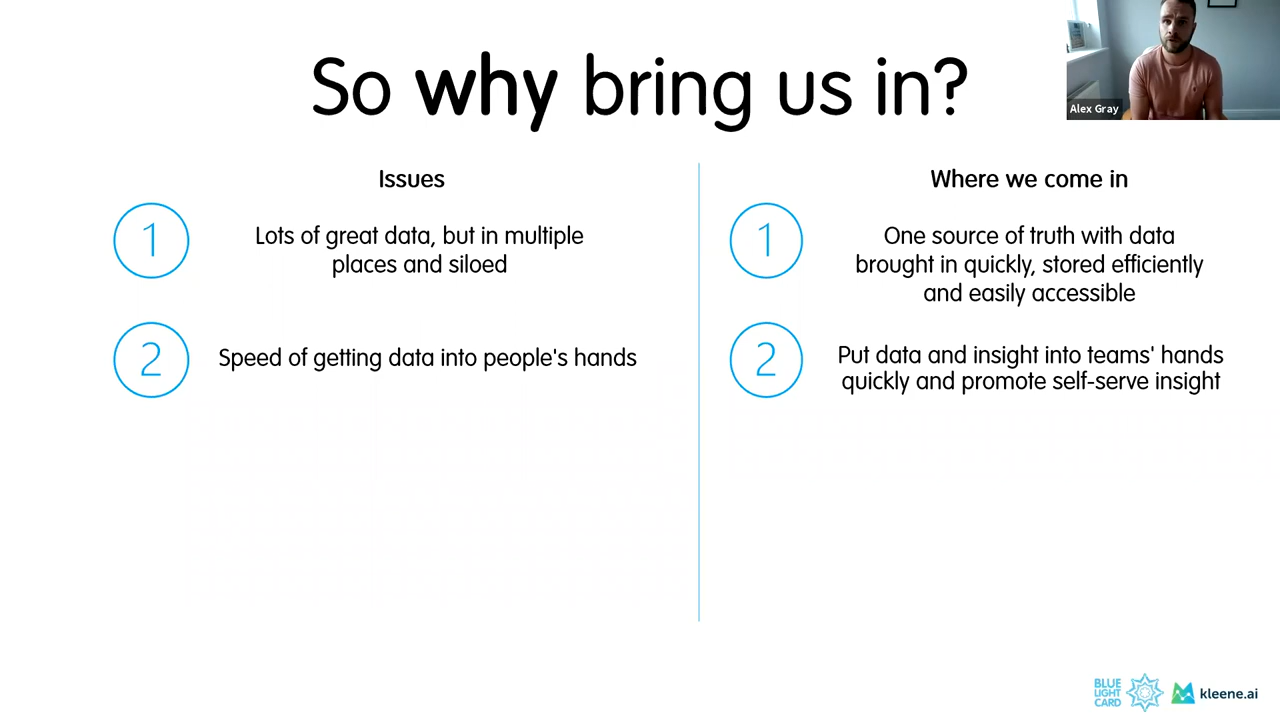 So why bring us in?
Alex Gray
Issues
1
Lots of great data, but in multiple
places and siloed
2
Speed of getting data into people's hands
Where we come in
1
One source of truth with data
brought in quickly, stored efficiently
and easily accessible
2
Put data and insight into teams' hands
quickly and promote self-serve insight
BLUE
LIGHT
CARD
kleene.ai